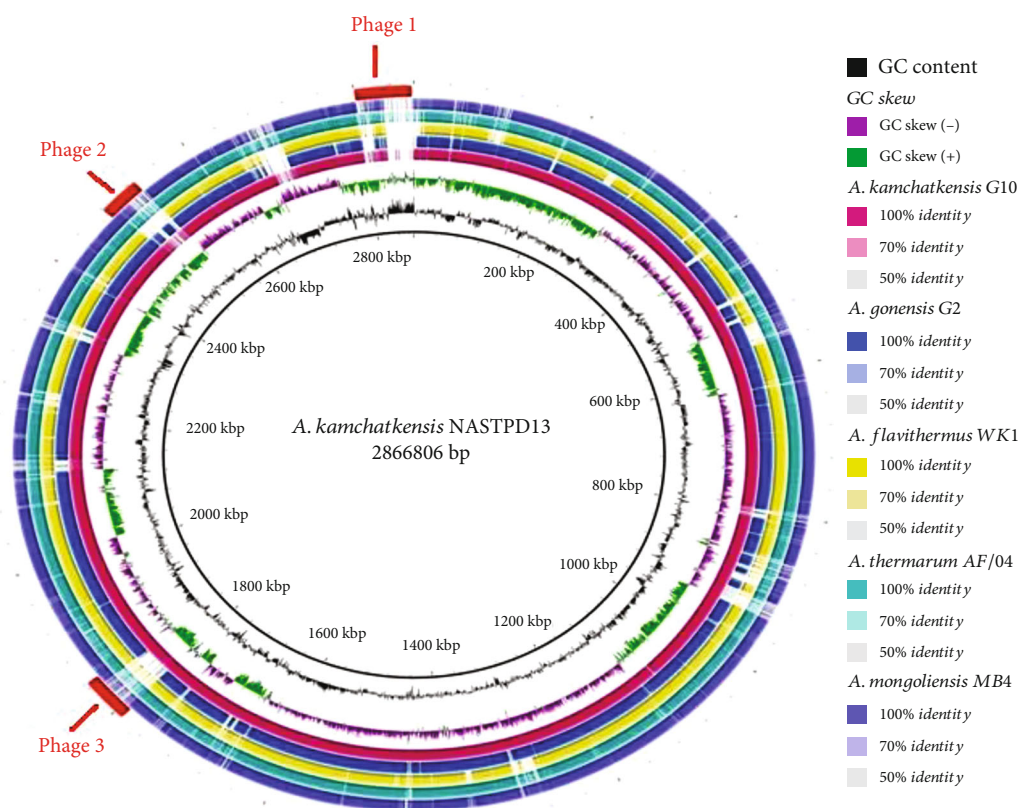 Phage 1
Phage 2
Phage 3
2800 kbp
200 kbp
400 kbp
600 kbp
800 kbp
1000 kbp
1200 kbp
1400 kbp
1600 kbp
1800 kbp
2000 kbp
2200 kbp
2400 kbp
2600 kbp
A. kamchatkensis NASTPD13
2866806 bp
GC content
GC skew
GC skew (–)
GC skew (+)
A. kamchatkensis G10
100% identity
70% identity
50% identity
A. gonensis G2
100% identity
70% identity
50% identity
A. flavithermus WK1
100% identity
70% identity
50% identity
A. thermarum AF/04
100% identity
70% identity
50% identity
A. mongoliensis MB4
100% identity
70% identity
50% identity